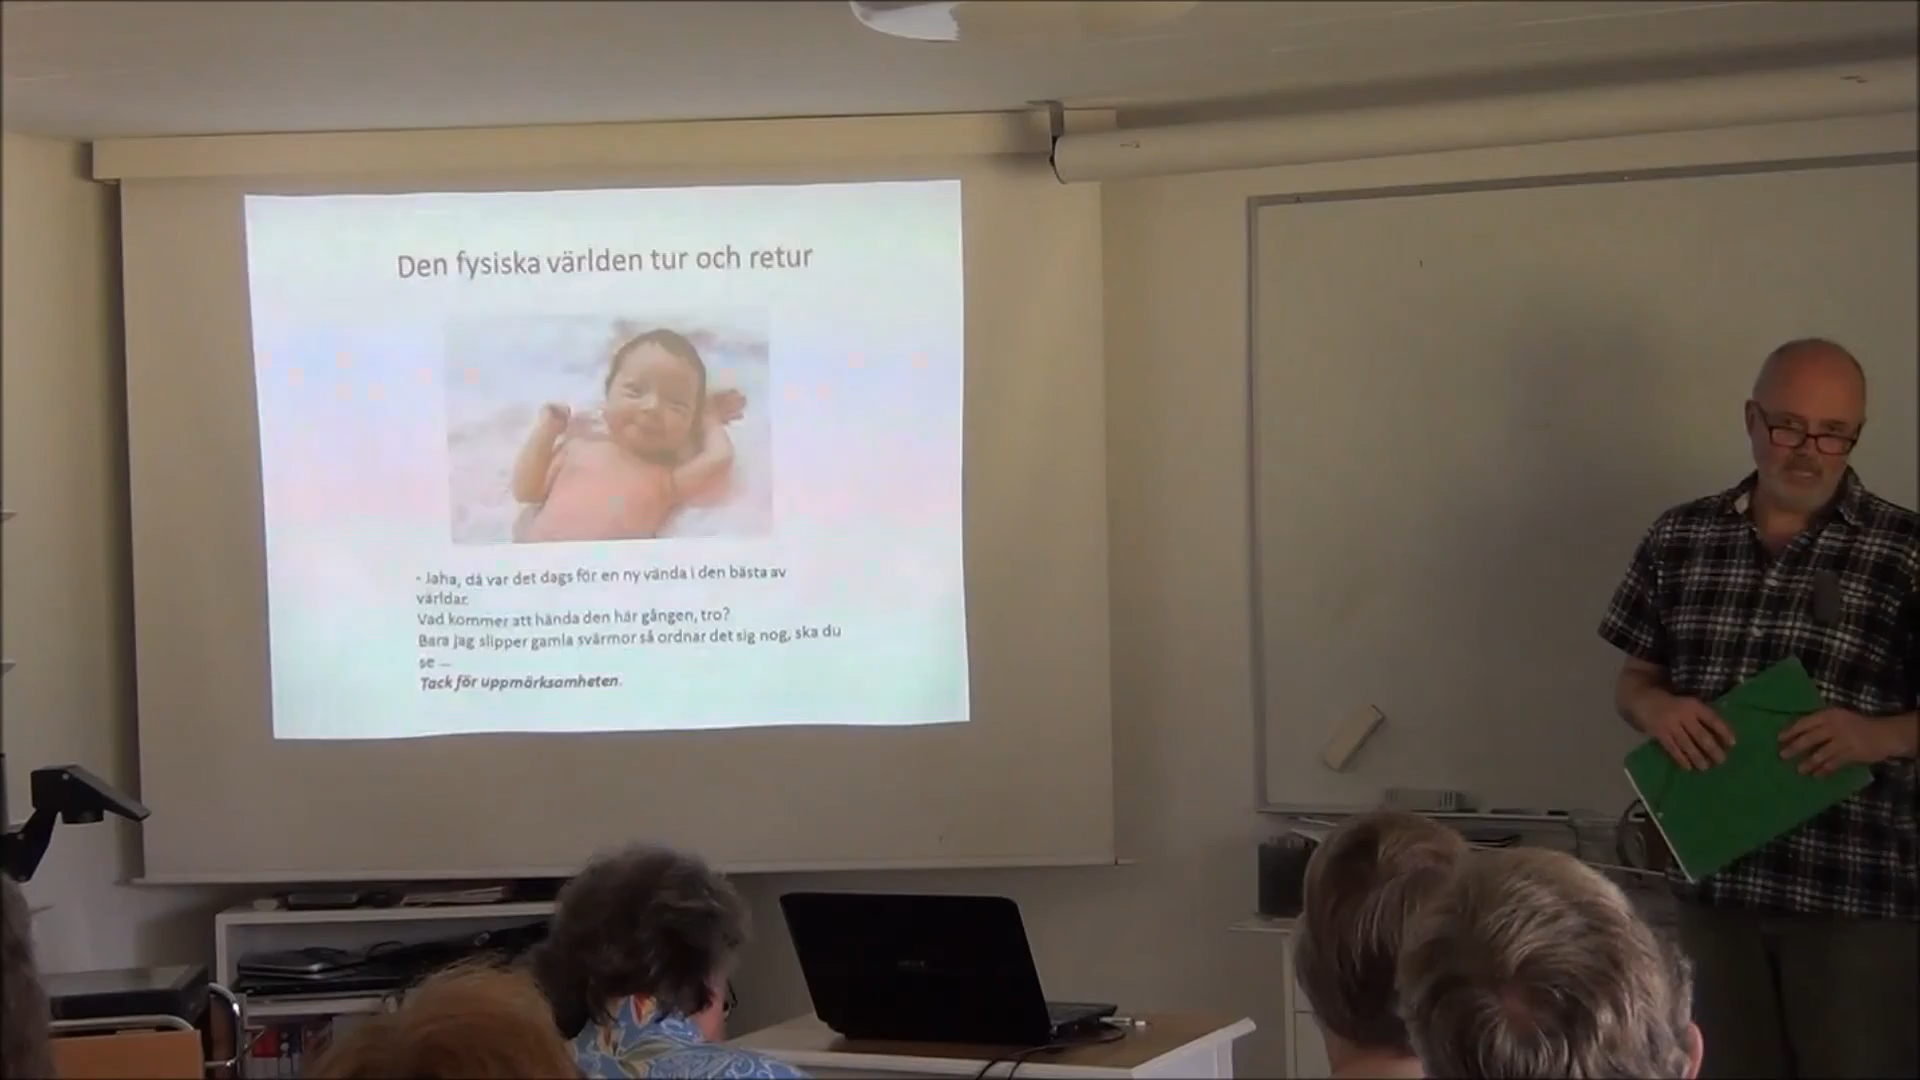 Den fysiska världen tur och retur
- Jaha, då var det dags för en ny vända i den bästa av
världar.
Vad kommer att hända den här gången, tro?
Bara jag slipper gamla svärmor så ordnar det sig nog, ska du
se ...
Tack för uppmärksamheten.